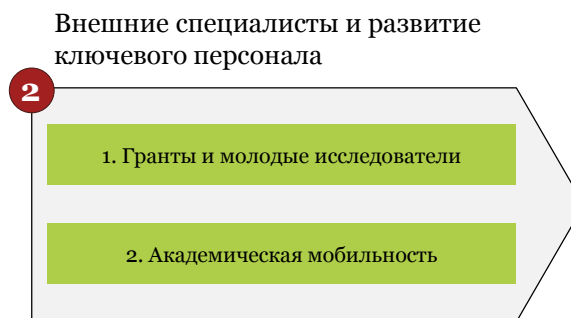 Внешние специалисты и развитие
ключевого персонала
2
1. Гранты и молодые исследователи
2. Академическая мобильность